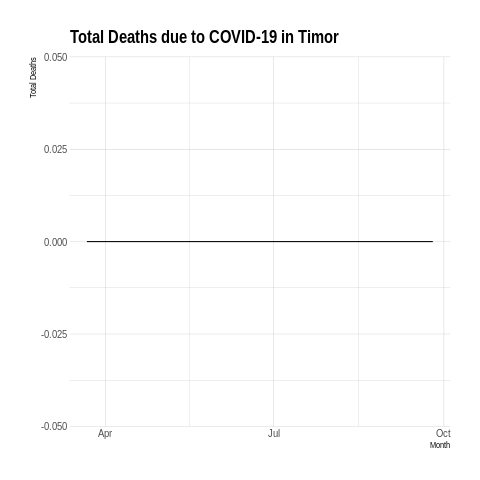 Total Deaths due to COVID-19 in Timor
Total Deaths
0.050
0.025
0.000
-0.025
-0.050
Apr Jul Oct
Month